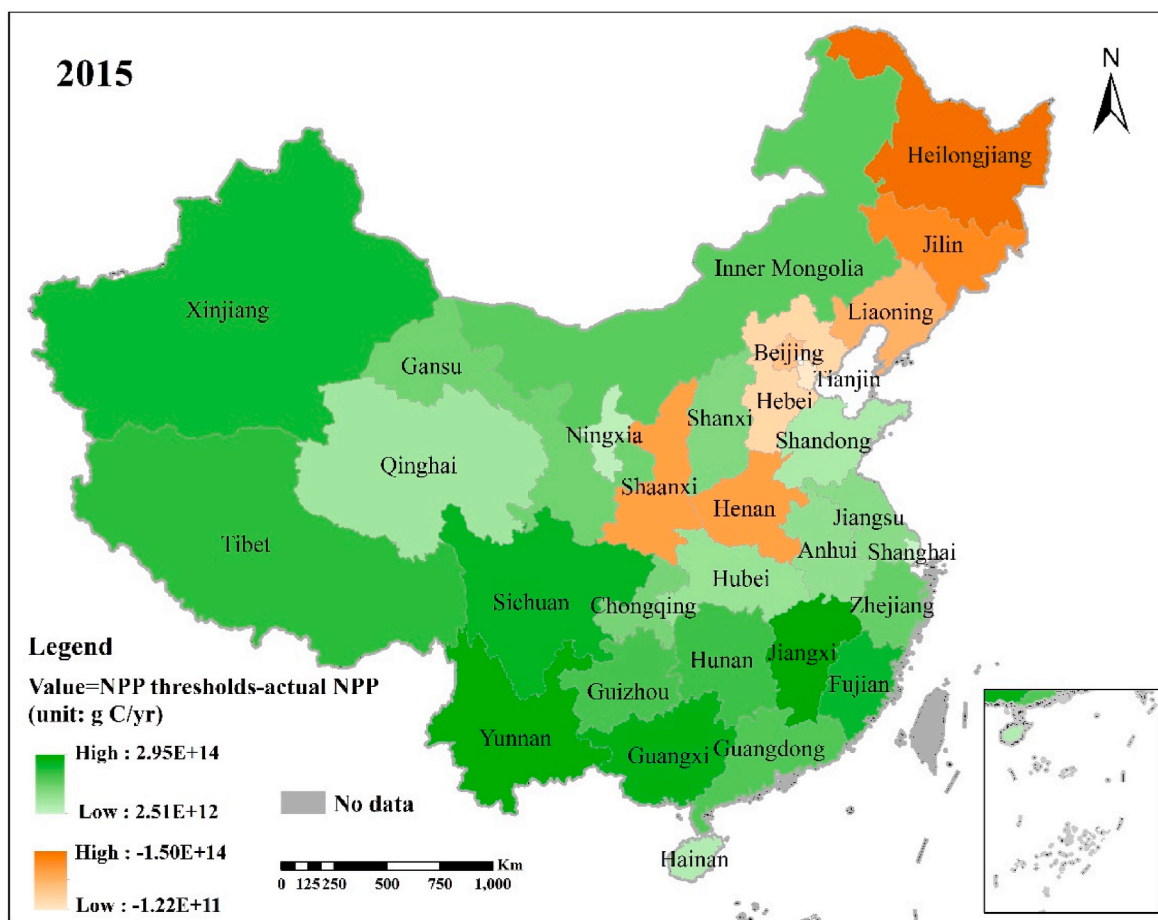 2015
N
Heilongjiang
Jilin
Inner Mongolia
Xinjiang
Liaoning
Beijing
Gansu
Tianjin
Hebei
Shanxi
Ningxia
Shandong
Qinghai
Shaanxi
Henan
Jiangsu
Tibet
Anhui
Shanghai
Hubei
Sichuan
Chongqing
Zhejiang
Hunan
Jiangxi
Fujian
Guizhou
Yunnan
Guangxi
Guangdong
Hainan
Legend
Value=NPP thresholds-actual NPP
(unit: g C/yr)
High : 2.95E+14
Low : 2.51E+12
High : -1.50E+14
Low : -1.22E+11
No data
Km
0 125 250 500 750 1,000